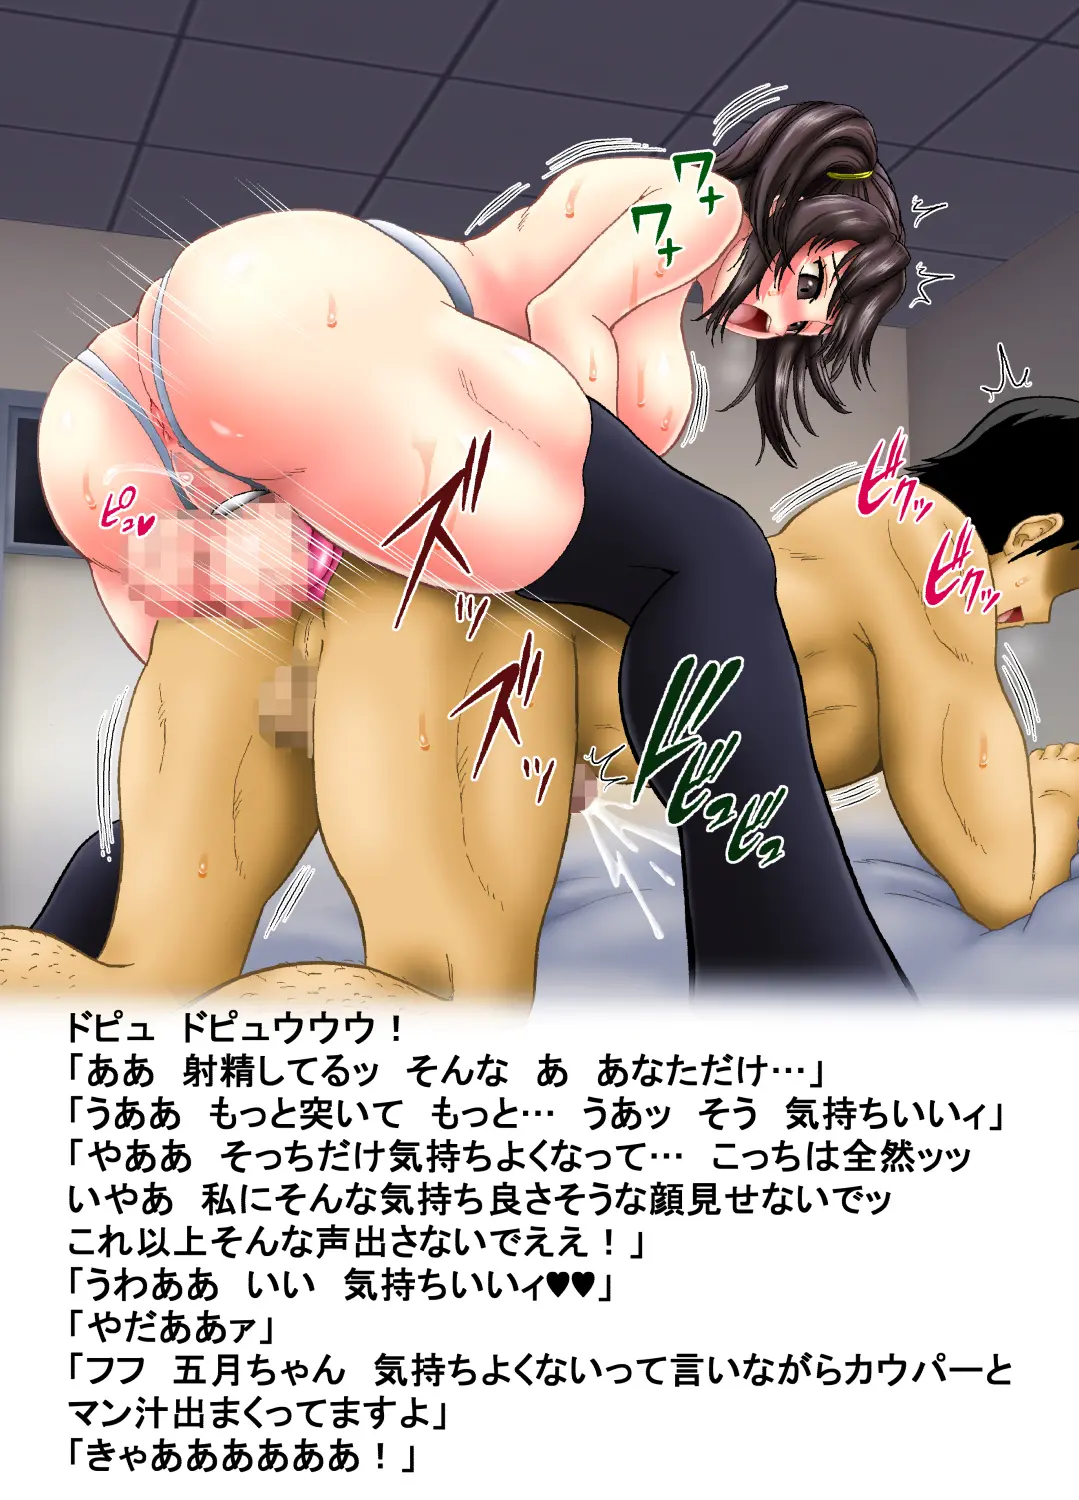 ワナ
ワナ
ピュ♥
ズッ!!
ズッ
ビクッ
ビクッ
ドビュビュ
ドピュ　ドピュウウウ！
「ああ　射精してるッ　そんな　あ　あなただけ…」
「うああ　もっと突いて　もっと…　うあッ　そう　気持ちいいィ」
「やああ　そっちだけ気持ちよくなって…　こっちは全然ッッ
いやあ　私にそんな気持ち良さそうな顔見せないでッ
これ以上そんな声出さないでええ！」
「うわああ　いい　気持ちいいィ♥♥」
「やだああァ」
「フフ　五月ちゃん　気持ちよくないって言いながらカウパーと
マン汁出まくってますよ」
「きゃああああああ！」